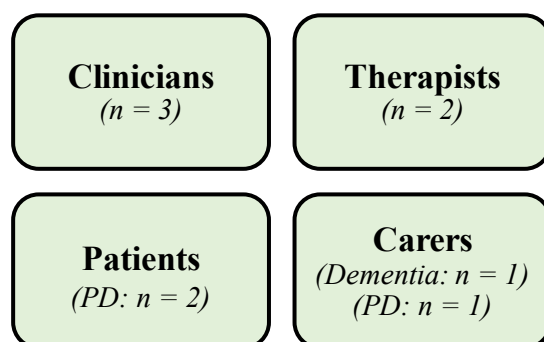 Clinicians
(n = 3)
Therapists
(n = 2)
Patients
(PD: n = 2)
Carers
(Dementia: n = 1)
(PD: n = 1)